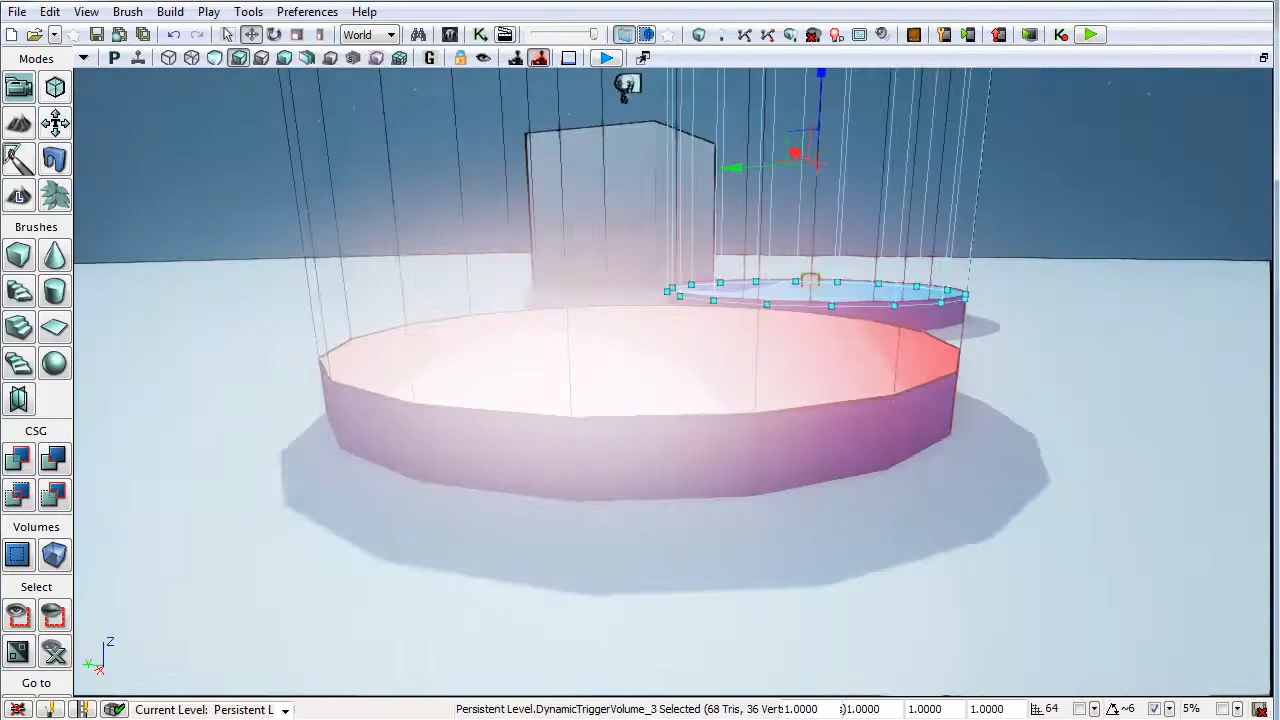 File Edit View Brush Build Play Tools Preferences Help
World
Modes
P
G
L
Brushes
CSG
Volumes
Select
Go to
Z
Y
X
Current Level: Persistent L
Persistent Level.DynamicTriggerVolume_3 Selected (68 Tris, 36 Vert
1.0000
1.0000
1.0000
1.0000
64
~6
5%